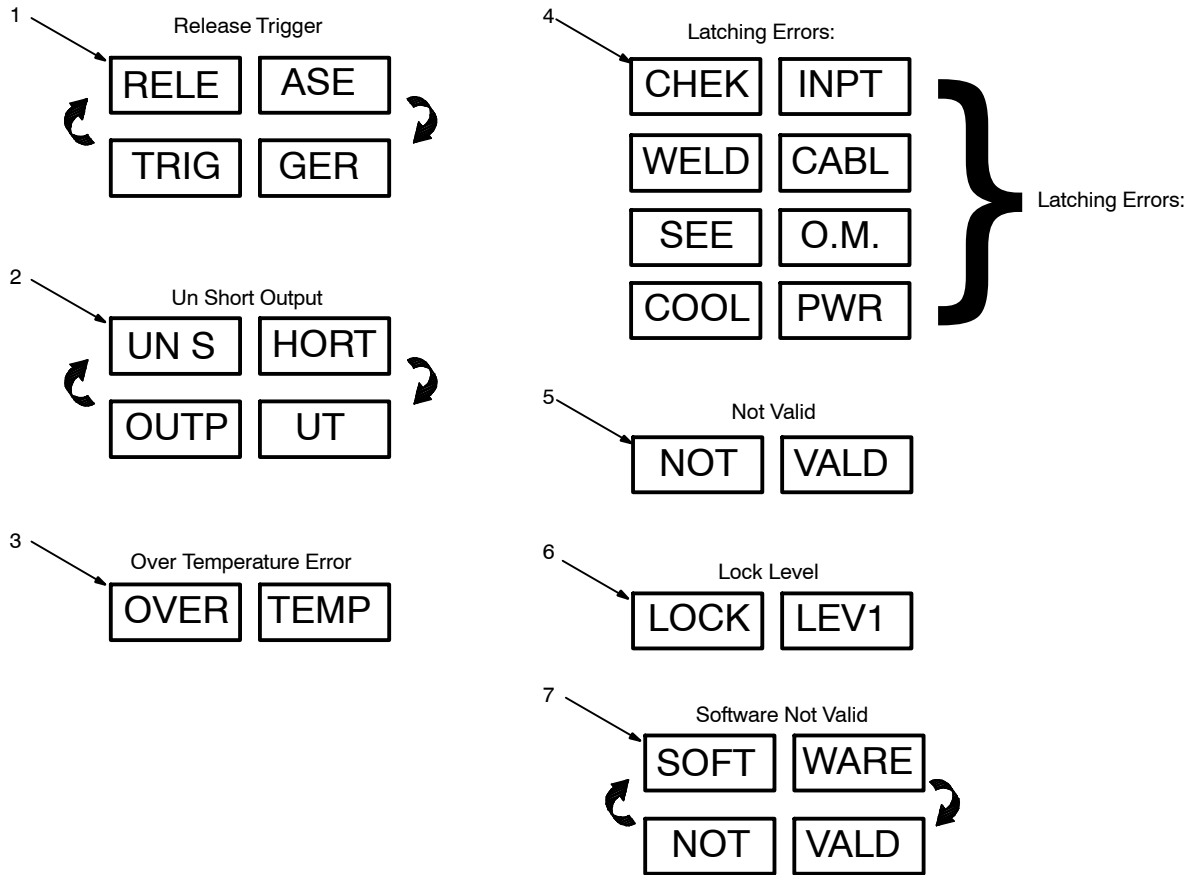 1
Release Trigger
RELE ASE
TRIG GER
2
Un Short Output
UN S HORT
OUTP UT
3
Over Temperature Error
OVER TEMP
4
Latching Errors:
CHEK INPT
WELD CABL
SEE O.M.
COOL PWR
Latching Errors:
5
Not Valid
NOT VALD
6
Lock Level
LOCK LEV1
7
Software Not Valid
SOFT WARE
NOT VALD